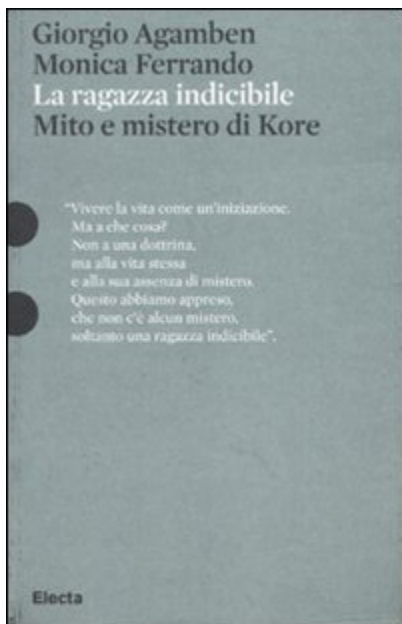 Giorgio Agamben
Monica Ferrando
La ragazza indicibile
Mito e mistero di Kore
"Vivere la vita come un'iniziazione.
Ma a che cosa?
Non a una dottrina,
ma alla vita stessa
e alla sua assenza di mistero.
Questo abbiamo appreso,
che non c'è alcun mistero,
soltanto una ragazza indicibile".
Electa